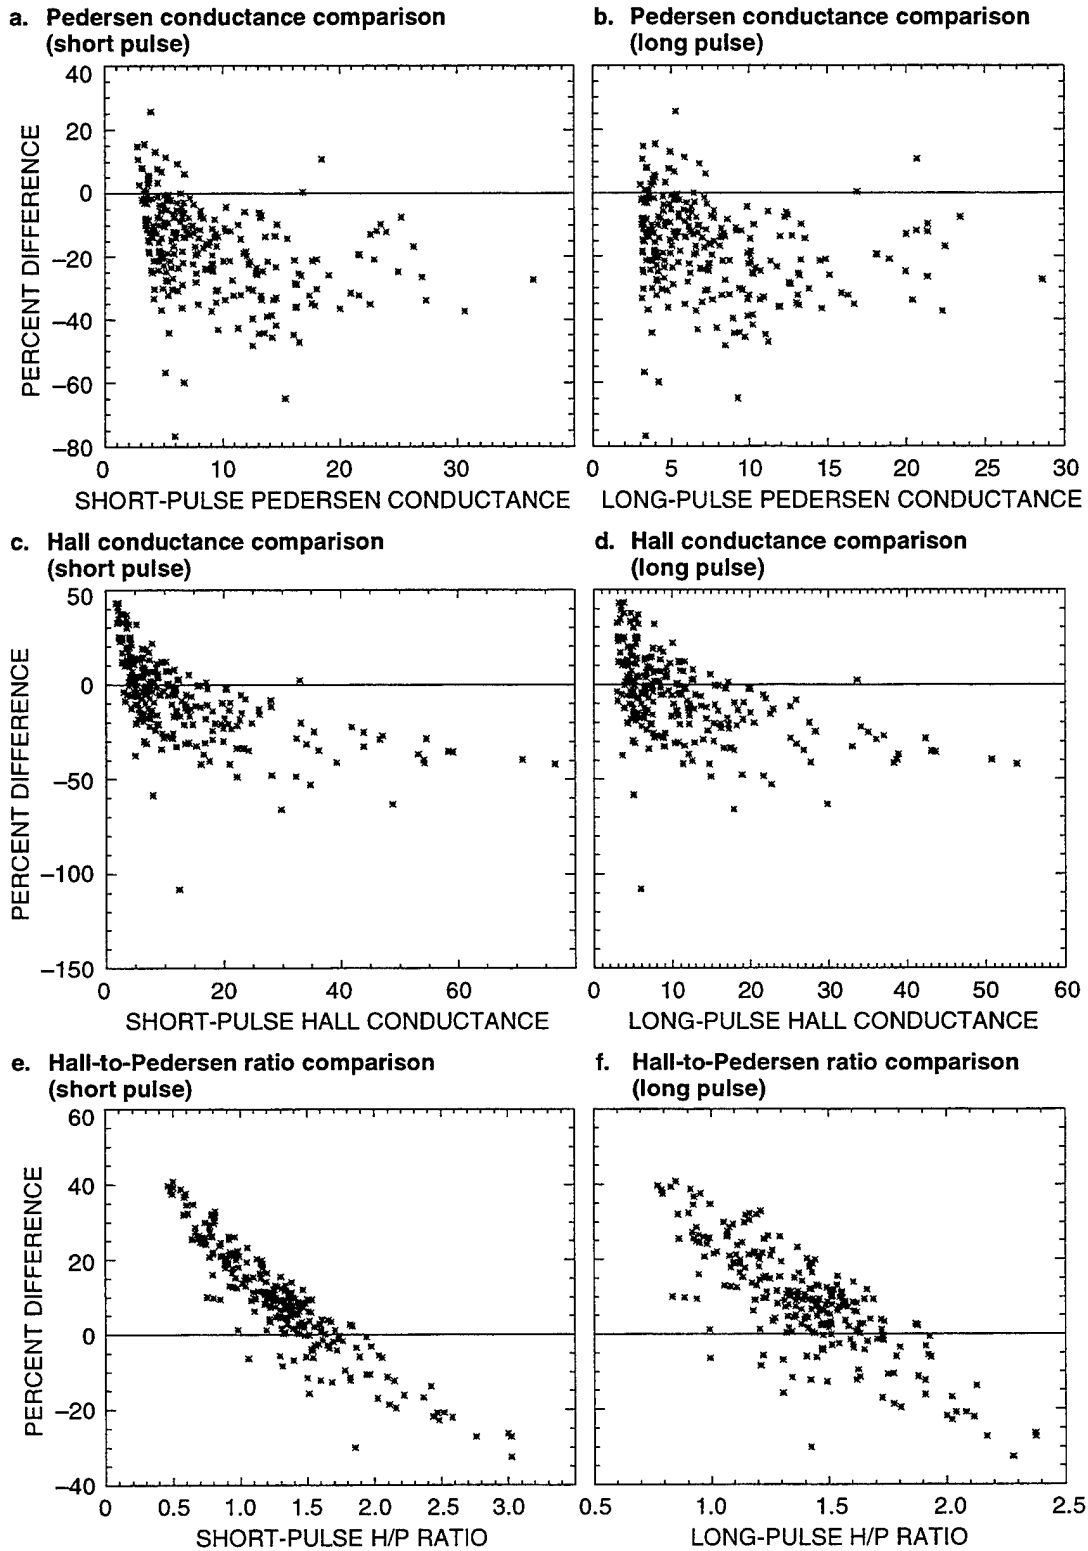 a. Pedersen conductance comparison
(short pulse)
b. Pedersen conductance comparison
(long pulse)
PERCENT DIFFERENCE
40
20
0
−20
−40
−60
−80
0 10 20 30
0 5 10 15 20 25 30
SHORT-PULSE PEDERSEN CONDUCTANCE
LONG-PULSE PEDERSEN CONDUCTANCE
c. Hall conductance comparison
(short pulse)
d. Hall conductance comparison
(long pulse)
PERCENT DIFFERENCE
50
0
−50
−100
−150
0 20 40 60
0 10 20 30 40 50 60
SHORT-PULSE HALL CONDUCTANCE
LONG-PULSE HALL CONDUCTANCE
e. Hall-to-Pedersen ratio comparison
(short pulse)
f. Hall-to-Pedersen ratio comparison
(long pulse)
PERCENT DIFFERENCE
60
40
20
0
−20
−40
0 0.5 1.0 1.5 2.0 2.5 3.0
0.5 1.0 1.5 2.0 2.5
SHORT-PULSE H/P RATIO
LONG-PULSE H/P RATIO